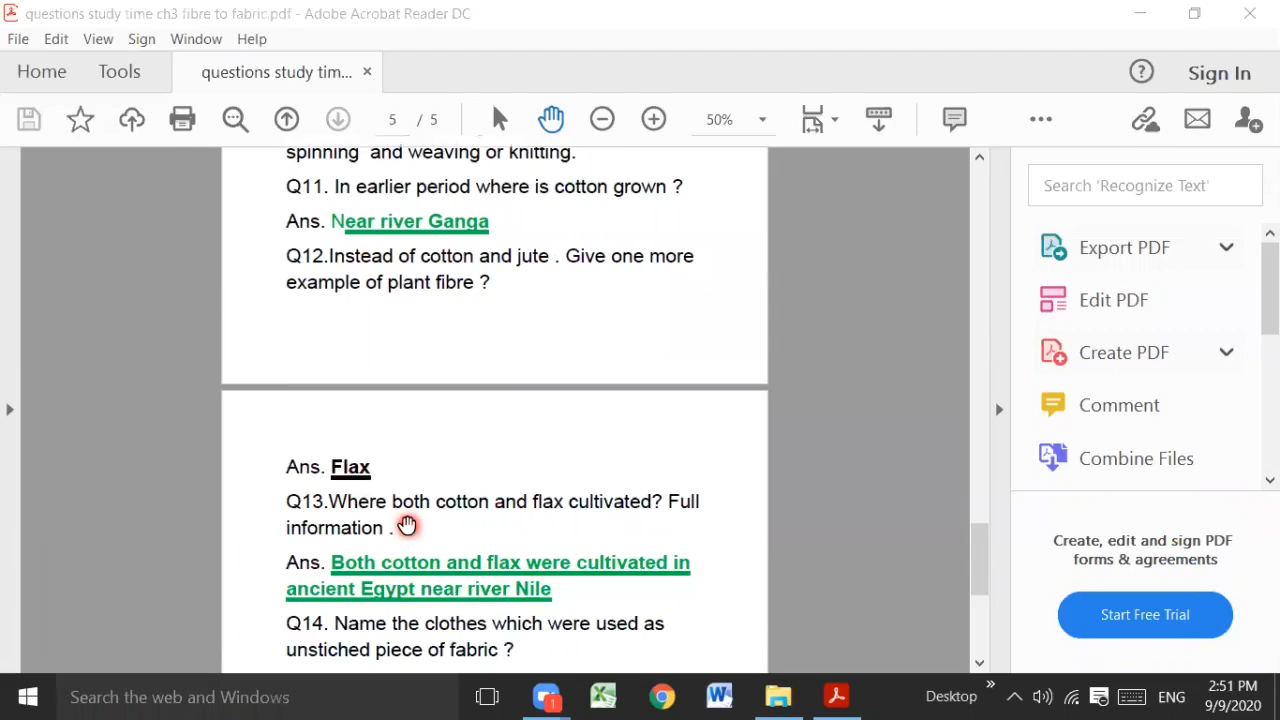 questions study time ch3 fibre to fabric.pdf - Adobe Acrobat Reader DC
File Edit View Sign Window Help
Home Tools questions study tim... × Sign In
5 / 5 50%
spinning and weaving or knitting.
Q11. In earlier period where is cotton grown ?
Ans. Near river Ganga
Q12.Instead of cotton and jute . Give one more
example of plant fibre ?
Ans. Flax
Q13.Where both cotton and flax cultivated? Full
information .
Ans. Both cotton and flax were cultivated in
ancient Egypt near river Nile
Q14. Name the clothes which were used as
unstiched piece of fabric ?
Search 'Recognize Text'
Export PDF
Edit PDF
Create PDF
Comment
Combine Files
Create, edit and sign PDF
forms & agreements
Start Free Trial
Search the web and Windows
1
Desktop » ENG
2:51 PM
9/9/2020